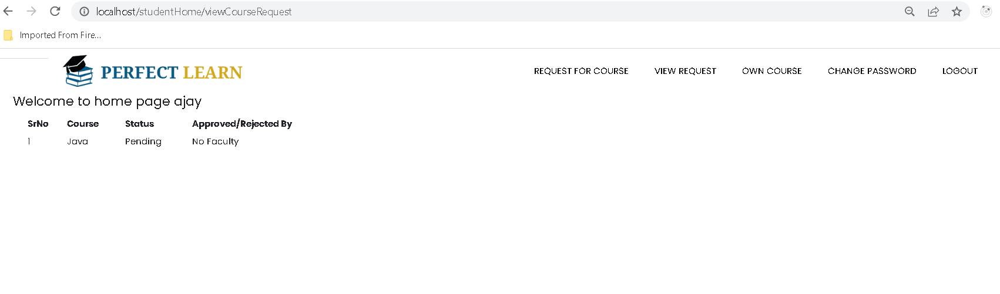 localhost/studentHome/viewCourseRequest
Imported From Fire...
PERFECT LEARN REQUEST FOR COURSE VIEW REQUEST OWN COURSE CHANGE PASSWORD LOGOUT
Welcome to home page ajay
SrNo Course Status Approved/Rejected By
1 Java Pending No Faculty